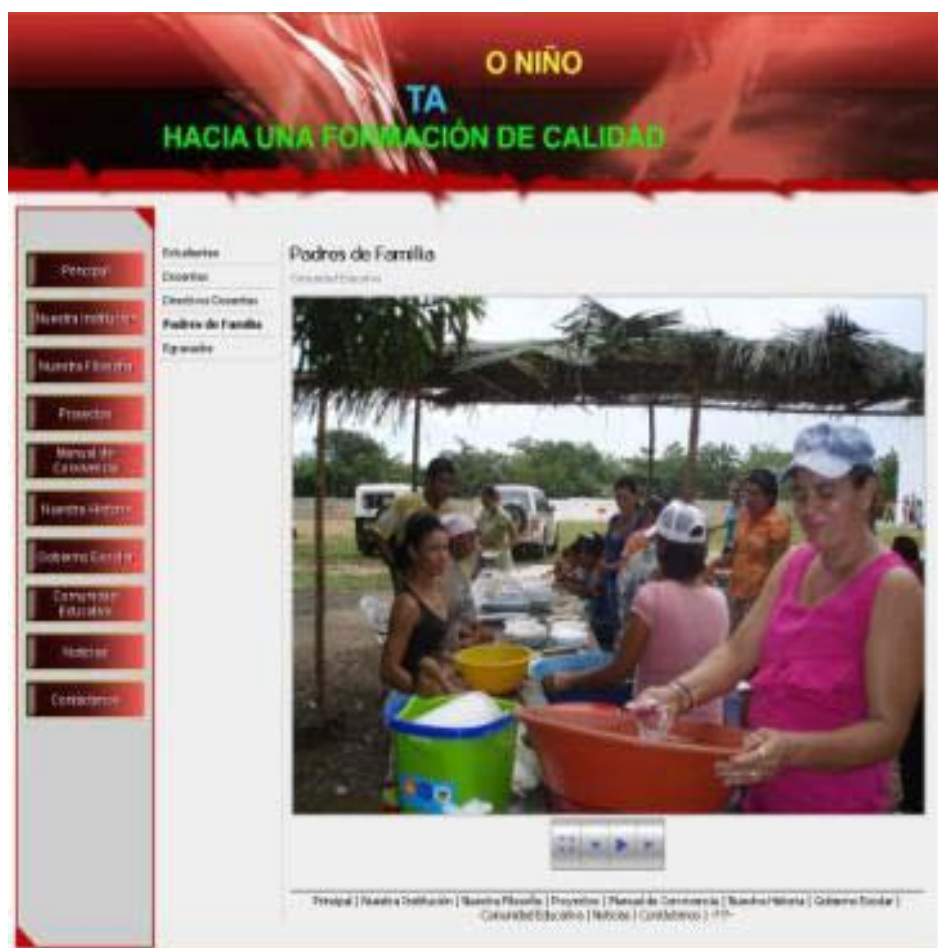 O NIÑO
TA
HACIA UNA FORMACIÓN DE CALIDAD
Principal
Nuestra Institución
Nuestra Filosofía
Proyectos
Manual de
Convivencia
Nuestra Historia
Gobierno Escolar
Comunidad
Educativa
Noticias
Contáctenos
Estudiantes
Docentes
Directivos Docentes
Padres de Familia
Egresados
Padres de Familia
Comunidad Educativa
Principal | Nuestra Institución | Nuestra Filosofía | Proyectos | Manual de Convivencia | Nuestra Historia | Gobierno Escolar |
Comunidad Educativa | Noticias | Contáctenos |